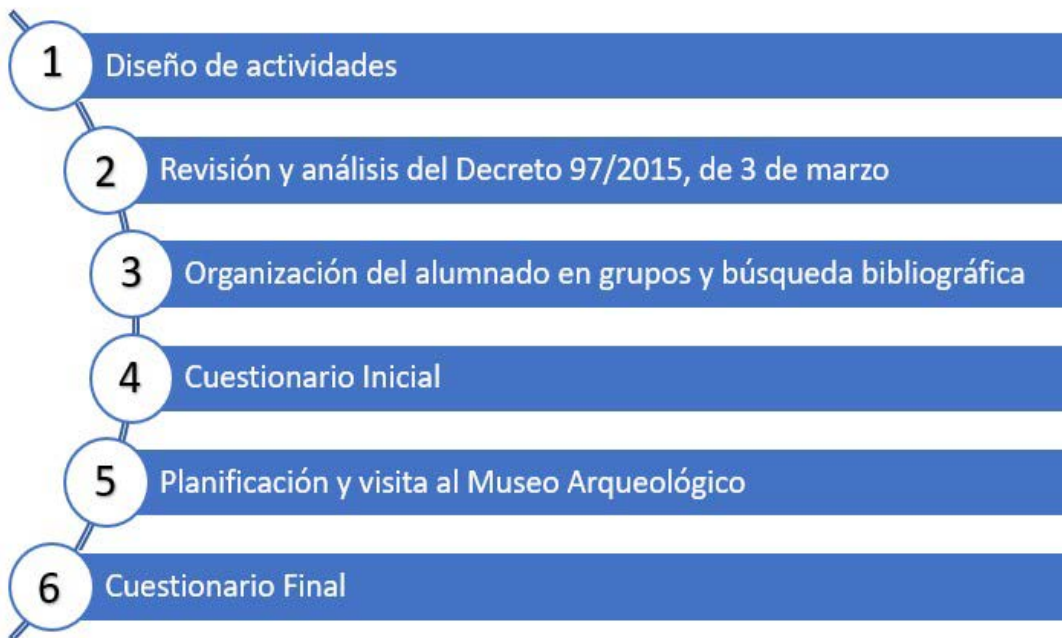 1 Diseño de actividades
2 Revisión y análisis del Decreto 97/2015, de 3 de marzo
3 Organización del alumnado en grupos y búsqueda bibliográfica
4 Cuestionario Inicial
5 Planificación y visita al Museo Arqueológico
6 Cuestionario Final